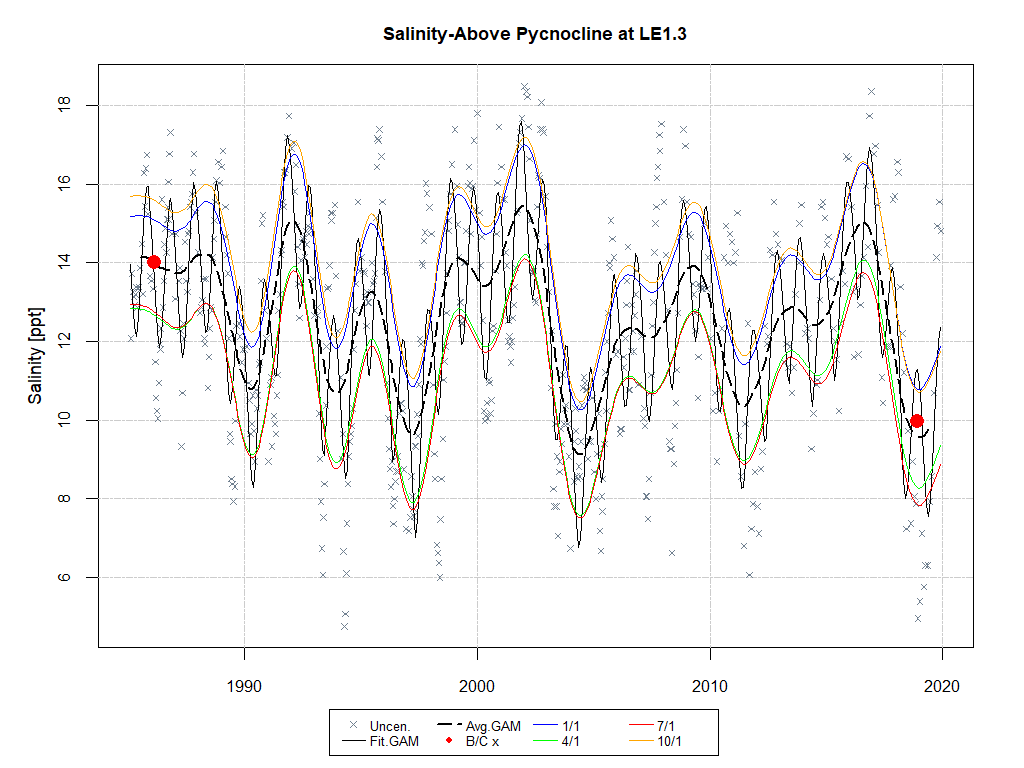 Salinity-Above Pycnocline at LE1.3
Salinity [ppt]
18
16
14
12
10
8
6
1990 2000 2010 2020
Uncen. Avg.GAM 1/1 7/1
Fit.GAM B/C x 4/1 10/1